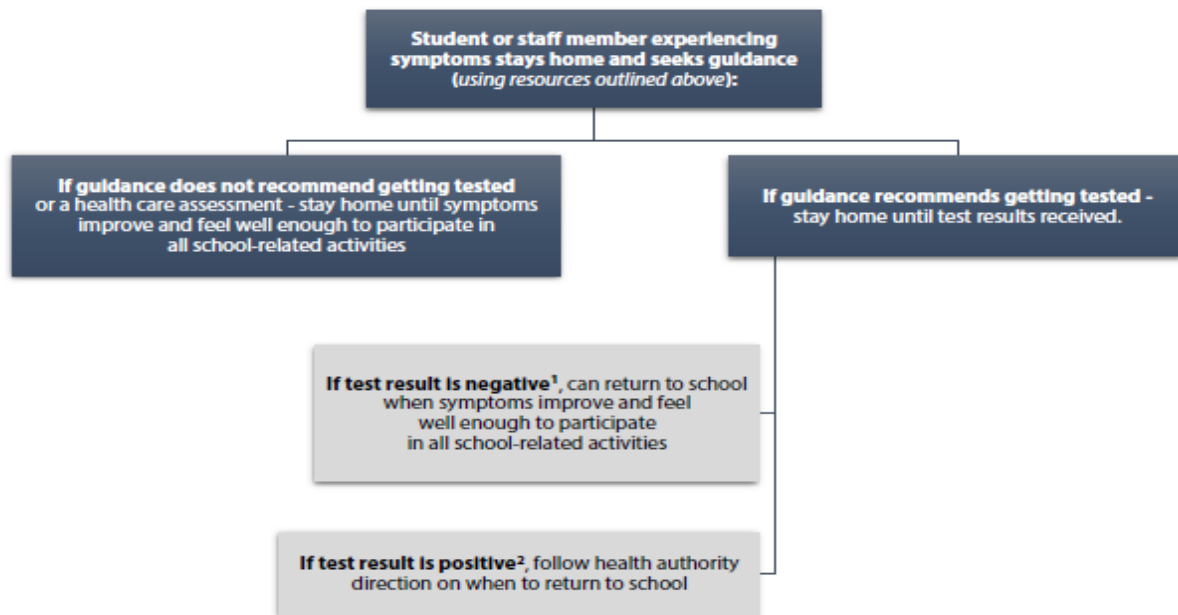 Student or staff member experiencing
symptoms stays home and seeks guidance
(using resources outlined above):
If guidance does not recommend getting tested
or a health care assessment - stay home until symptoms
improve and feel well enough to participate in
all school-related activities
If guidance recommends getting tested -
stay home until test results received.
If test result is negative¹, can return to school
when symptoms improve and feel
well enough to participate
in all school-related activities
If test result is positive², follow health authority
direction on when to return to school